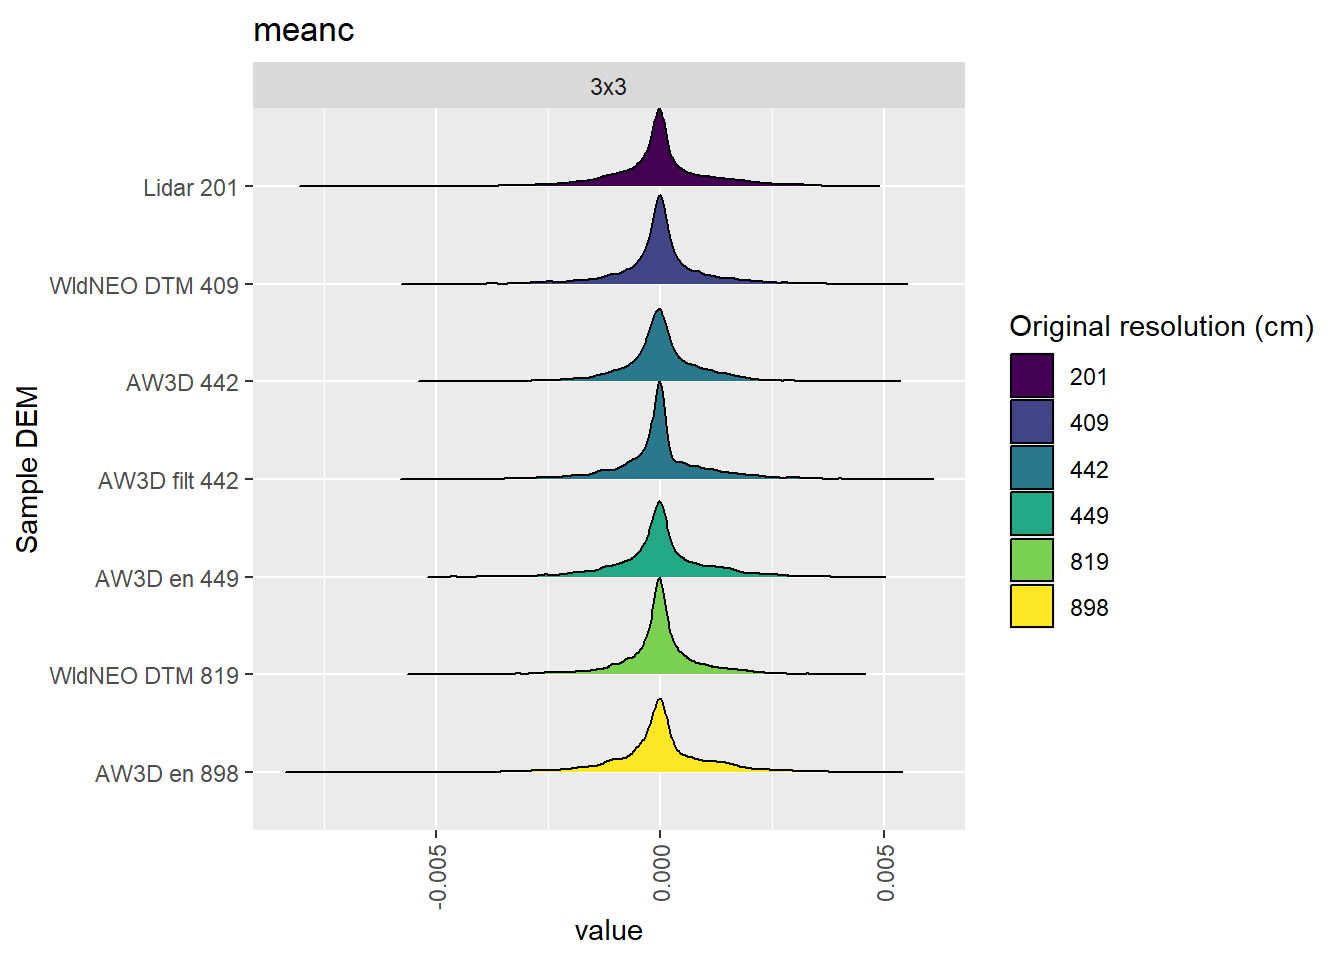 meanc
3x3
Lidar 201
WldNEO DTM 409
AW3D 442
AW3D filt 442
AW3D en 449
WldNEO DTM 819
AW3D en 898
Sample DEM
-0.005
0.000
0.005
value
Original resolution (cm)
201
409
442
449
819
898